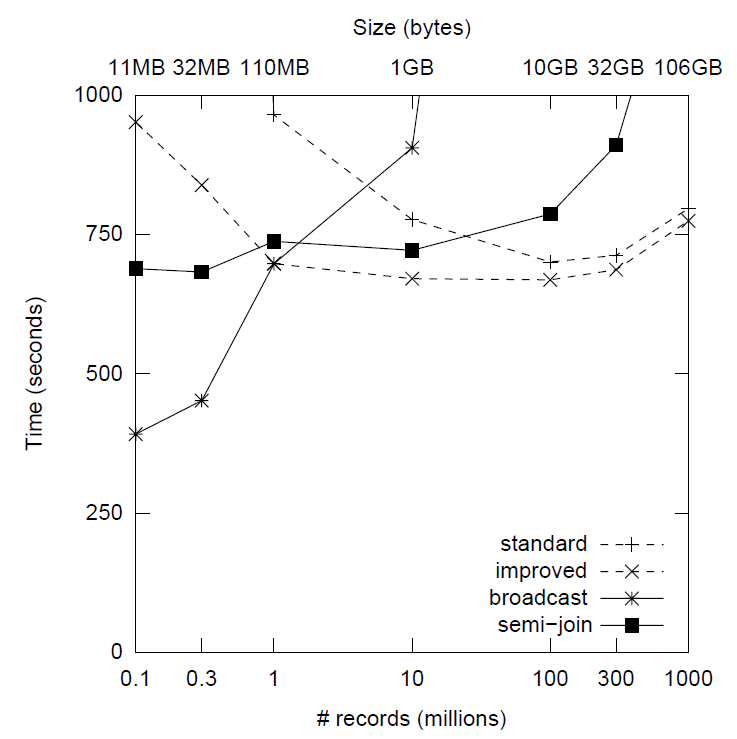 Size (bytes)
11MB 32MB 110MB 1GB 10GB 32GB 106GB
1000
750
500
250
0
Time (seconds)
standard
improved
broadcast
semi−join
0.1 0.3 1 10 100 300 1000
# records (millions)